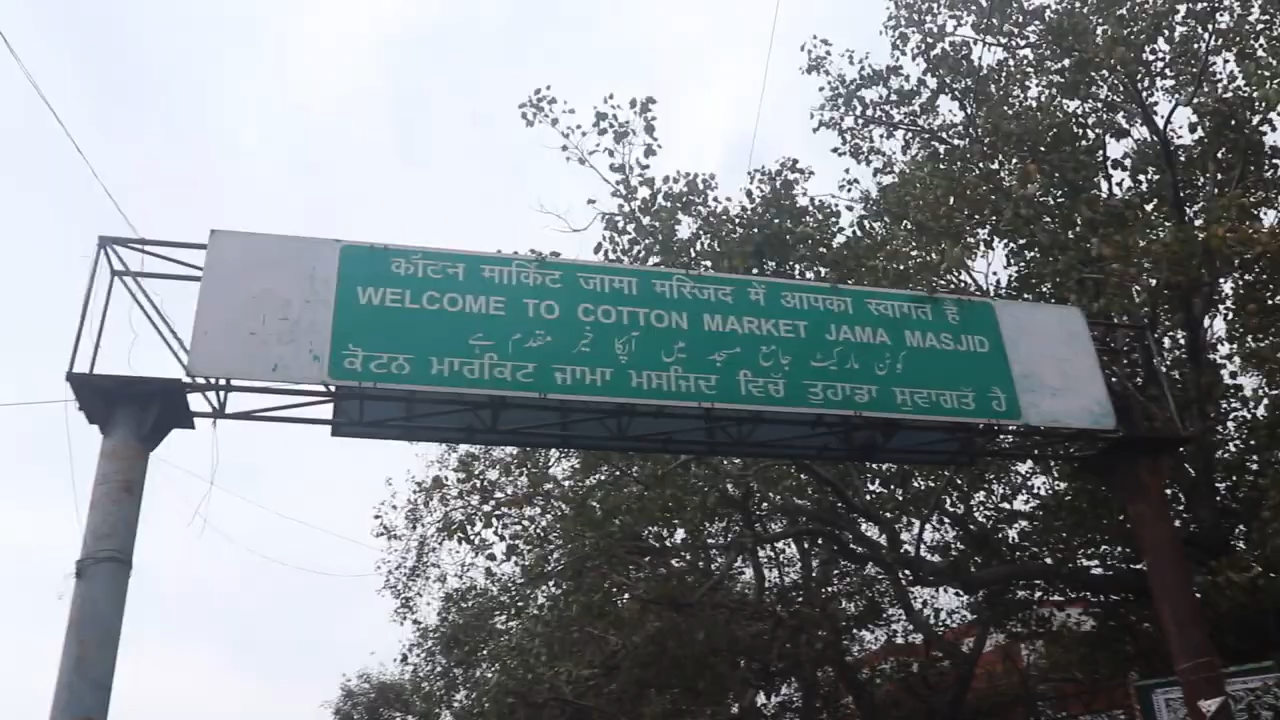 कॉटन मार्किट जामा मस्जिद में आपका स्वागत है
WELCOME TO COTTON MARKET JAMA MASJID
کوٹن مارکیٹ جامع مسجد میں آپکا خیر مقدم ہے
ਕੋਟਨ ਮਾਰਕਿਟ ਜਾਮਾ ਮਸਜਿਦ ਵਿਚੱ ਤੁਹਾਡਾ ਸੁਵਾਗਤੱ ਹੈ